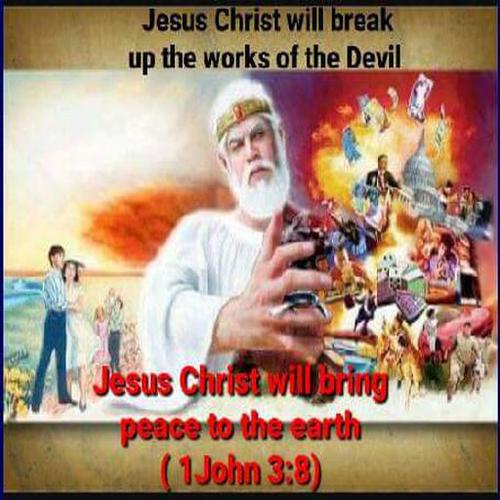 Jesus Christ will break
up the works of the Devil
Jesus Christ will bring
peace to the earth
( 1John 3:8)